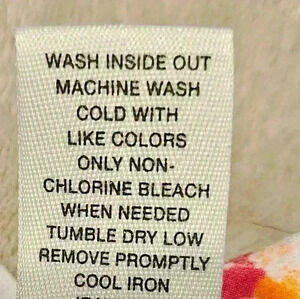 WASH INSIDE OUT
MACHINE WASH
COLD WITH
LIKE COLORS
ONLY NON-
CHLORINE BLEACH
WHEN NEEDED
TUMBLE DRY LOW
REMOVE PROMPTLY
COOL IRON